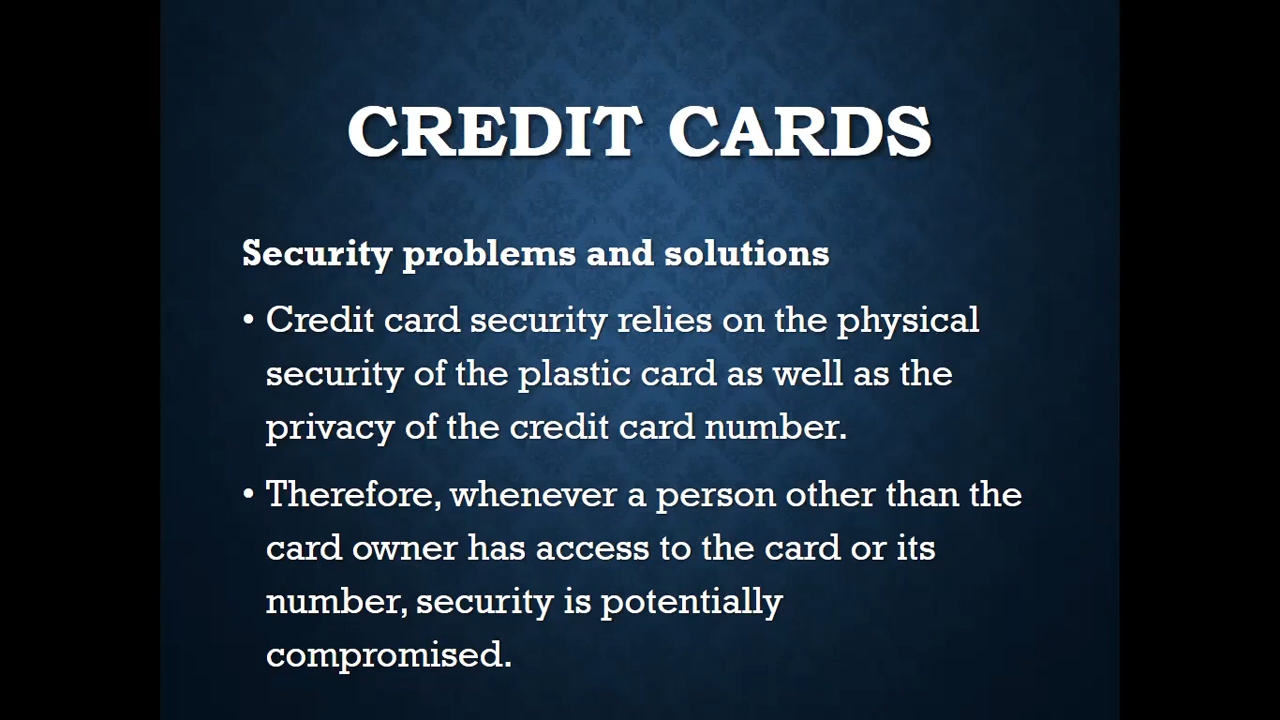 CREDIT CARDS
Security problems and solutions
• Credit card security relies on the physical
security of the plastic card as well as the
privacy of the credit card number.
• Therefore, whenever a person other than the
card owner has access to the card or its
number, security is potentially
compromised.